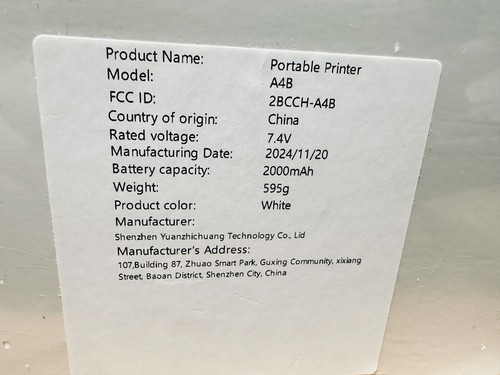 Product Name: Portable Printer
Model: A4B
FCC ID: 2BCCH-A4B
Country of origin: China
Rated voltage: 7.4V
Manufacturing Date: 2024/11/20
Battery capacity: 2000mAh
Weight: 595g
Product color: White
Manufacturer:
Shenzhen Yuanzhichuang Technology Co., Lid
Manufacturer's Address:
107,Building 87, Zhuao Smart Park, Guxing Community, xixiang
Street, Baoan District, Shenzhen City, China